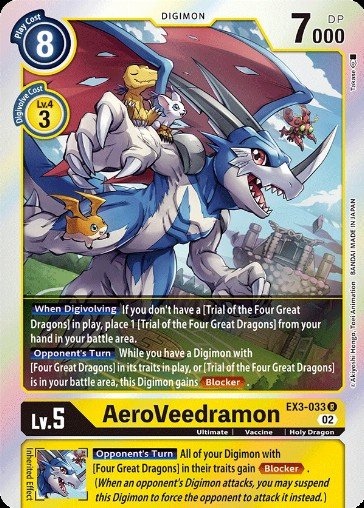 DIGIMON
Play Cost
8
7000
DP
Digivolve Cost
Lv.4
3
Tokane
©Akiyoshi Hongo, Toei Animation BANDAI MADE IN JAPAN
When Digivolving If you don't have a [Trial of the Four Great
Dragons] in play, place 1 [Trial of the Four Great Dragons] from your
hand in your battle area.
Opponent's Turn While you have a Digimon with
[Four Great Dragons] in its traits in play, or [Trial of the Four Great Dragons]
is in your battle area, this Digimon gains Blocker .
Lv.5
AeroVeedramon
EX3-033 R
02
Ultimate | Vaccine | Holy Dragon
Inherited Effect
Opponent's Turn All of your Digimon with
[Four Great Dragons] in their traits gain Blocker .
(When an opponent's Digimon attacks, you may suspend
this Digimon to force the opponent to attack it instead.)